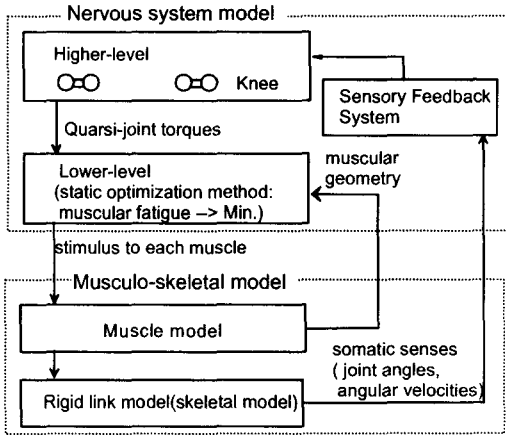 Nervous system model
Higher-level
Knee
Sensory Feedback
System
Quarsi-joint torques
muscular
geometry
Lower-level
(static optimization method:
muscular fatigue –> Min.)
stimulus to each muscle
Musculo-skeletal model
Muscle model
somatic senses
( joint angles,
angular velocities)
Rigid link model(skeletal model)